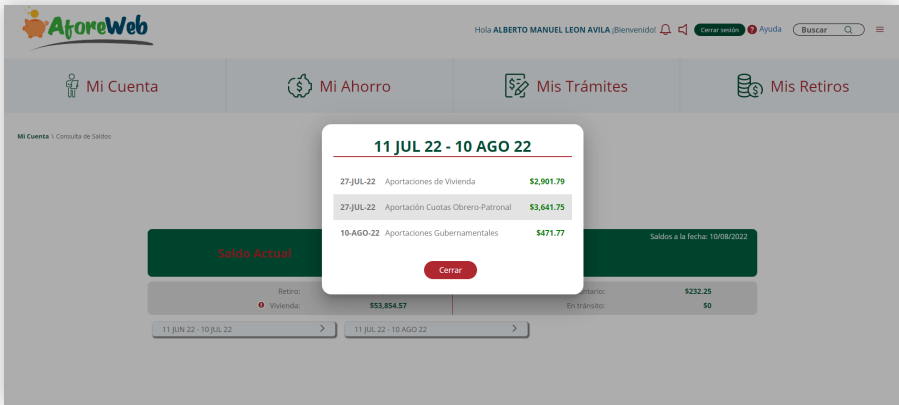 AforeWeb
Hola ALBERTO MANUEL LEON AVILA ¡Bienvenido!
Cerrar sesión
? Ayuda
Buscar
Mi Cuenta
Mi Ahorro
Mis Trámites
Mis Retiros
Mi Cuenta \ Consulta de Saldos
11 JUL 22 - 10 AGO 22
27-JUL-22 Aportaciones de Vivienda $2,901.79
27-JUL-22 Aportación Cuotas Obrero-Patronal $3,641.75
10-AGO-22 Aportaciones Gubernamentales $471.77
Cerrar
Saldo Actual
Saldos a la fecha: 10/08/2022
Retiro:
$232.25
Vivienda: $53,854.57
En tránsito: $0
11 JUN 22 - 10 JUL 22 >
11 JUL 22 - 10 AGO 22 >